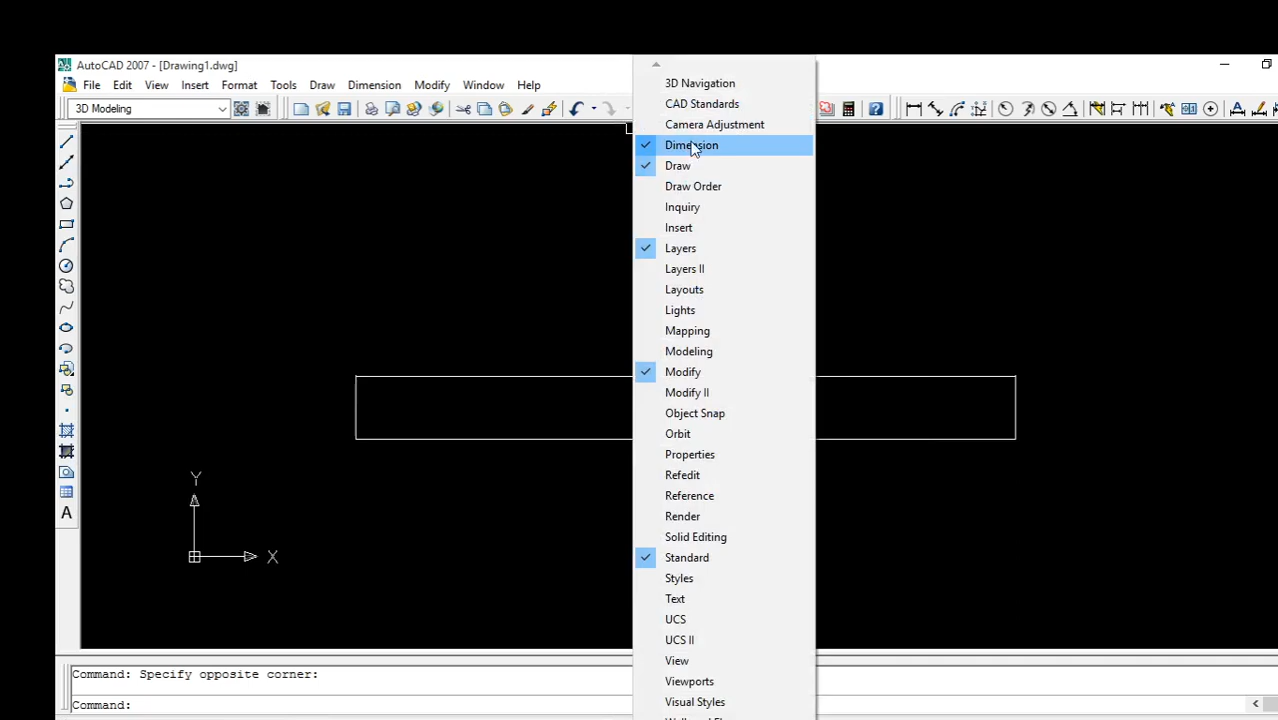 AutoCAD 2007 - [Drawing1.dwg]
File Edit View Insert Format Tools Draw Dimension Modify Window Help
3D Modeling
3D Navigation
CAD Standards
Camera Adjustment
Dimension
Draw
Draw Order
Inquiry
Insert
Layers
Layers II
Layouts
Lights
Mapping
Modeling
Modify
Modify II
Object Snap
Orbit
Properties
Refedit
Reference
Render
Solid Editing
Standard
Styles
Text
UCS
UCS II
View
Viewports
Visual Styles
A
Y
X
Command: Specify opposite corner:
Command: